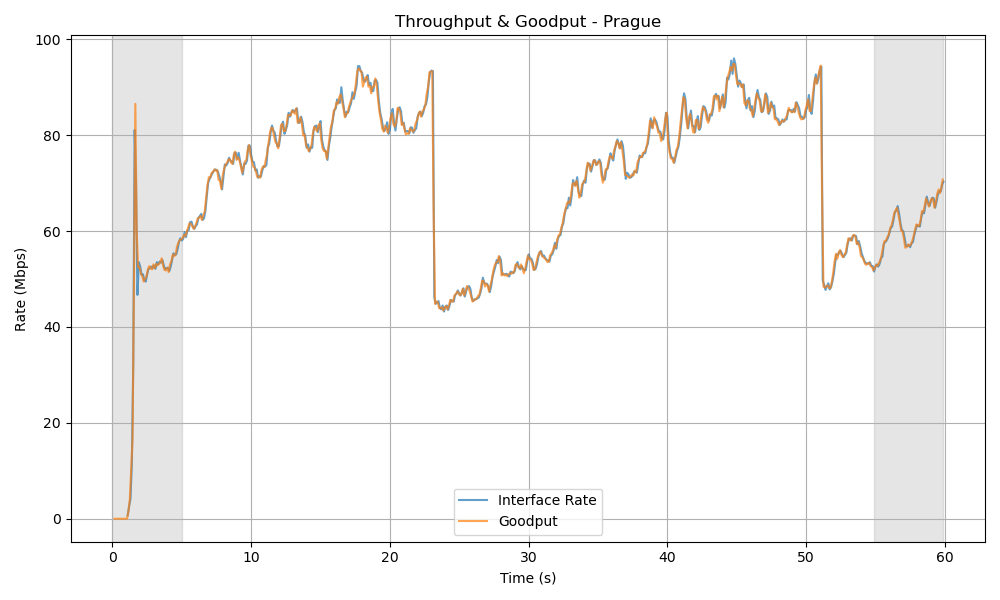 Throughput & Goodput - Prague
Rate (Mbps)
100
80
60
40
20
0
Interface Rate
Goodput
0 10 20 30 40 50 60
Time (s)